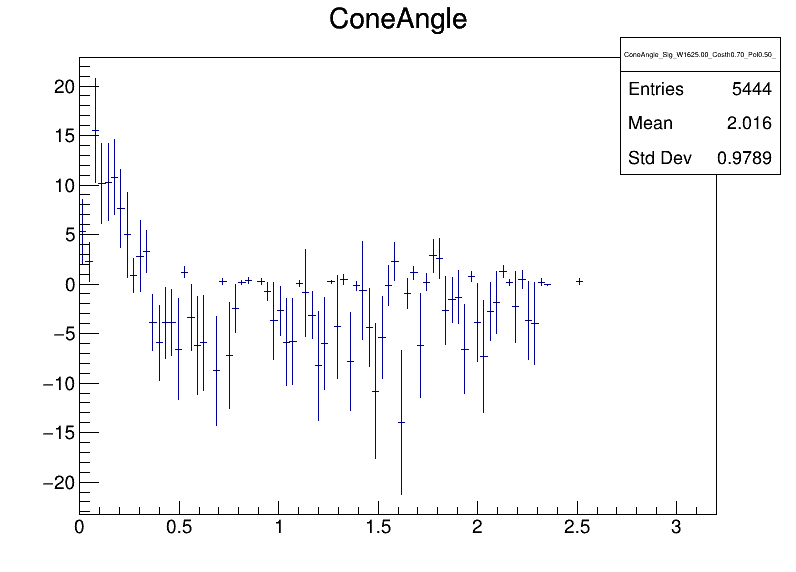 ConeAngle
ConeAngle_Sig_W1625.00_Costh0.70_Pol0.50_
Entries 5444
Mean 2.016
Std Dev 0.9789
20
15
10
5
0
−5
−10
−15
−20
0 0.5 1 1.5 2 2.5 3